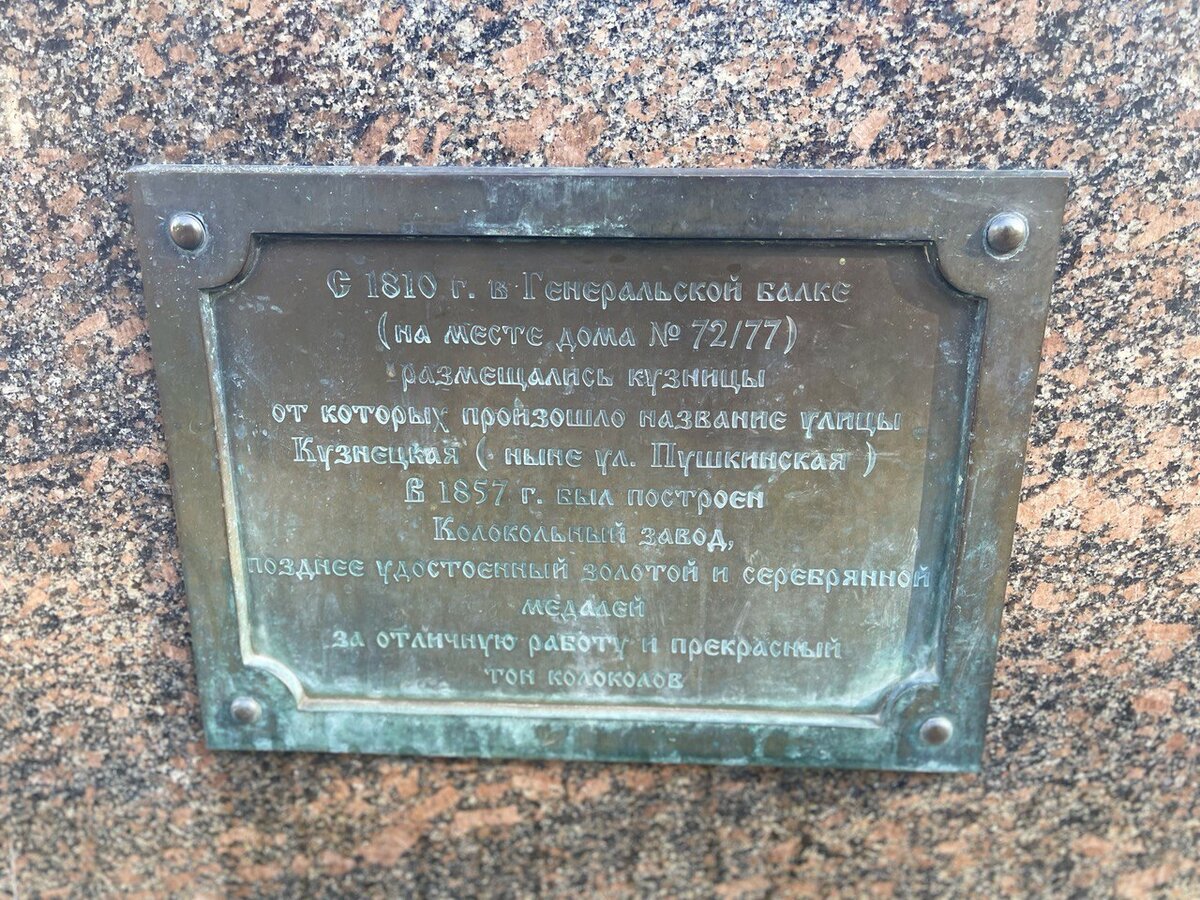 С 1810 г. в Генеральской балке
(на месте дома № 72/77)
размещались кузницы
от которых произошло название улицы
Кузнецкая ( ныне ул. Пушкинская )
В 1857 г. был построен
Колокольный завод,
позднее удостоенный золотой и серебрянной
медалей
за отличную работу и прекрасный
тон колоколов